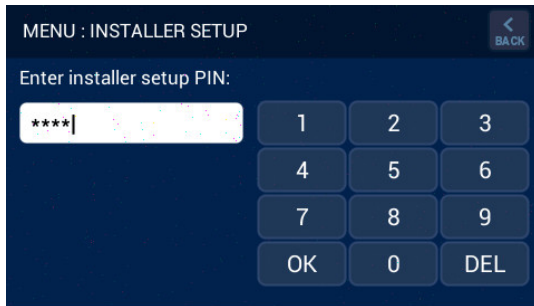 MENU : INSTALLER SETUP
BACK
Enter installer setup PIN:
****
1 2 3
4 5 6
7 8 9
OK 0 DEL